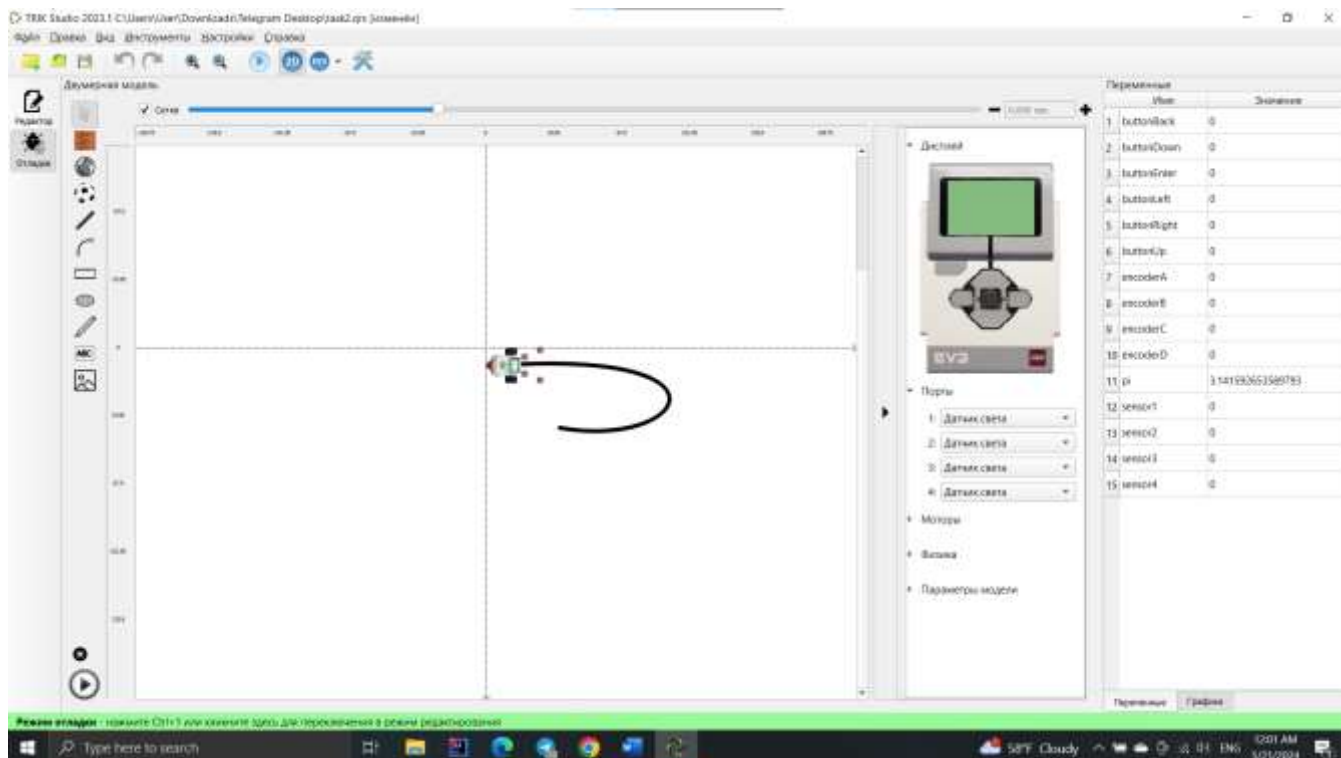 TRIK Studio 2023.1 C:\Users\User\Downloads\Telegram Desktop\task2.qrs [изменён]
Файл Правка Вид Инструменты Настройки Справка
2D
Двумерная модель
Редактор
Отладка
Сетка
ABC
Дисплей
EV3
Порты
1: Датчик света
2: Датчик света
3: Датчик света
4: Датчик света
Моторы
Физика
Параметры модели
Переменные
Имя Значение
1 buttonBack 0
2 buttonDown 0
3 buttonEnter 0
4 buttonLeft 0
5 buttonRight 0
6 buttonUp 0
7 encoderA 0
8 encoderB 0
9 encoderC 0
10 encoderD 0
11 pi 3.141592653589793
12 sensor1 0
13 sensor2 0
14 sensor3 0
15 sensor4 0
Переменные Графики
Режим отладки - нажмите Ctrl+1 или кликните здесь для переключения в режим редактирования
Type here to search
58°F Cloudy
ENG
12:01 AM
5/21/2024